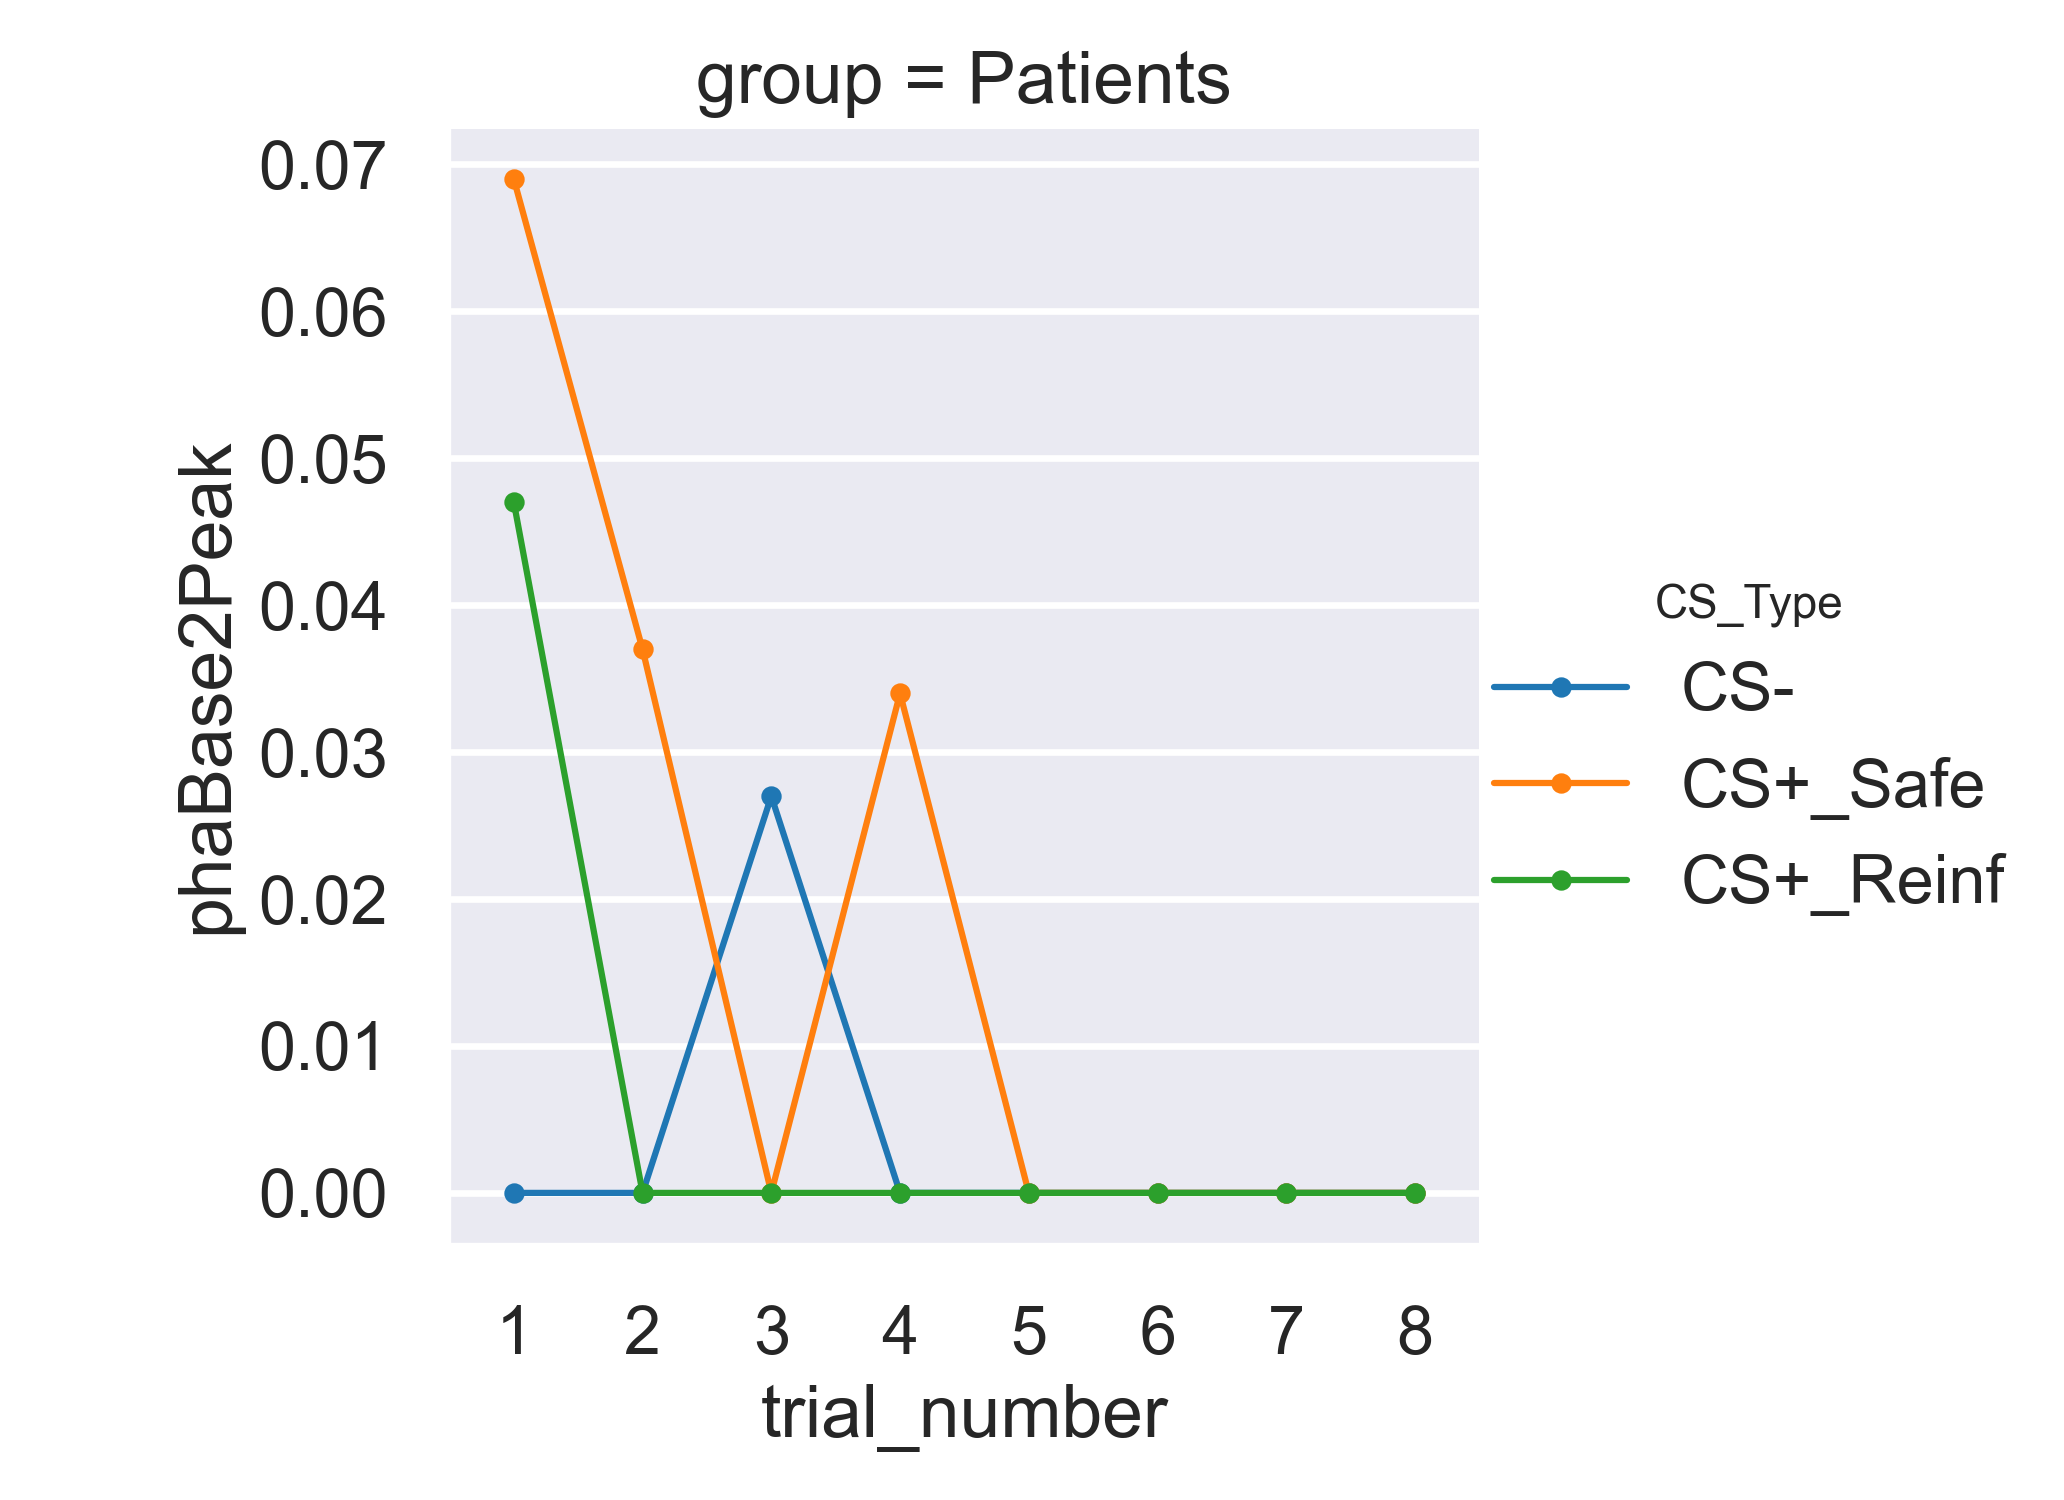 group = Patients
0.07
0.06
0.05
0.04
0.03
0.02
0.01
0.00
phaBase2Peak
1 2 3 4 5 6 7 8
trial_number
CS_Type
CS-
CS+_Safe
CS+_Reinf